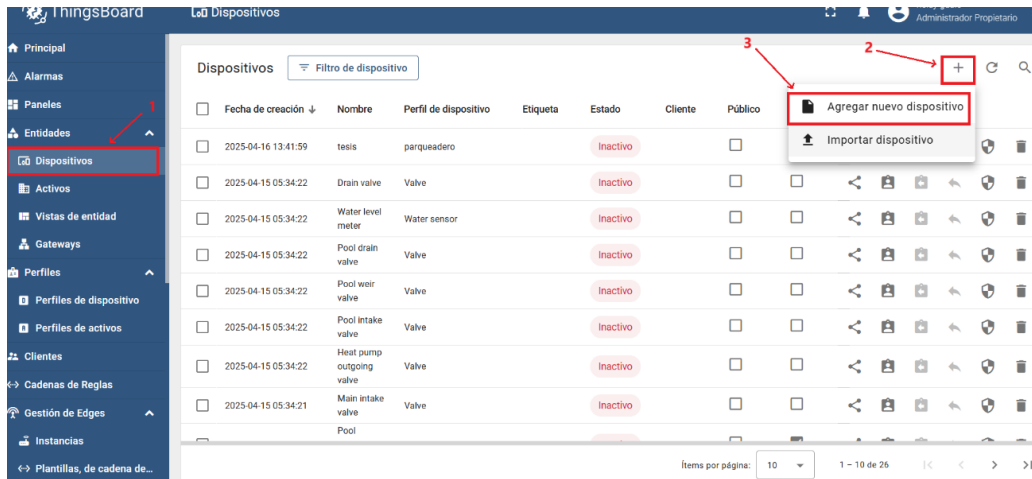 ThingsBoard
Dispositivos
Administrador Propietario
Principal
Alarmas
Paneles
Entidades
Dispositivos
Activos
Vistas de entidad
Gateways
Perfiles
Perfiles de dispositivo
Perfiles de activos
Clientes
Cadenas de Reglas
Gestión de Edges
Instancias
Plantillas, de cadena de...
1
2
3
Dispositivos
Filtro de dispositivo
Agregar nuevo dispositivo
Importar dispositivo
Fecha de creación Nombre Perfil de dispositivo Etiqueta Estado Cliente Público
2025-04-16 13:41:59 tesis parqueadero Inactivo
2025-04-15 05:34:22 Drain valve Valve Inactivo
2025-04-15 05:34:22 Water level meter Water sensor Inactivo
2025-04-15 05:34:22 Pool drain valve Valve Inactivo
2025-04-15 05:34:22 Pool weir valve Valve Inactivo
2025-04-15 05:34:22 Pool intake valve Valve Inactivo
2025-04-15 05:34:22 Heat pump outgoing valve Valve Inactivo
2025-04-15 05:34:21 Main intake valve Valve Inactivo
Pool
Ítems por página: 10 1 – 10 de 26